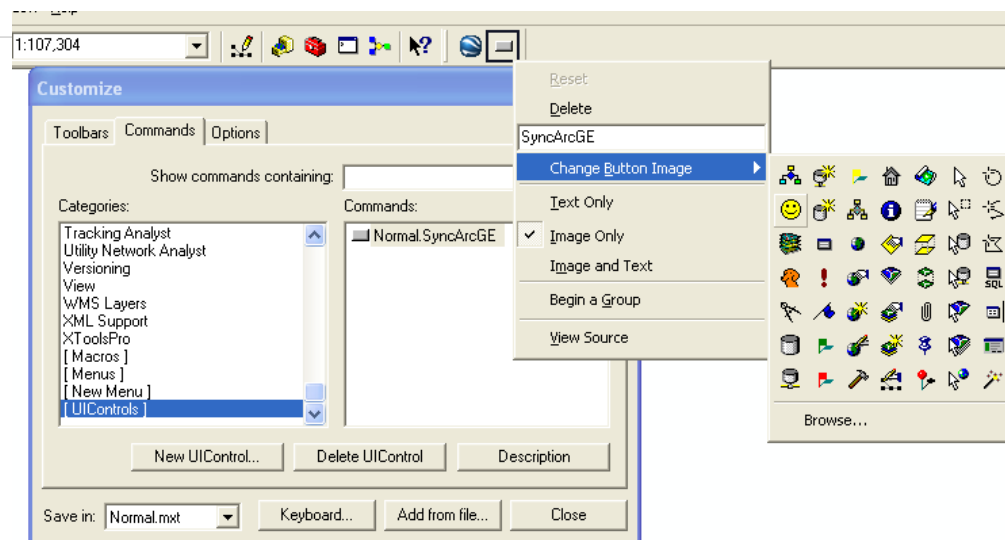 Help
1:107,304
Customize
Toolbars Commands Options
Show commands containing:
Categories:
Commands:
Tracking Analyst
Utility Network Analyst
Versioning
View
WMS Layers
XML Support
XToolsPro
[ Macros ]
[ Menus ]
[ New Menu ]
[ UIControls ]
Normal.SyncArcGE
New UIControl...
Delete UIControl
Description
Save in:
Normal.mxt
Keyboard...
Add from file...
Close
Reset
Delete
SyncArcGE
Change Button Image
Text Only
Image Only
Image and Text
Begin a Group
View Source
SQL
Browse...